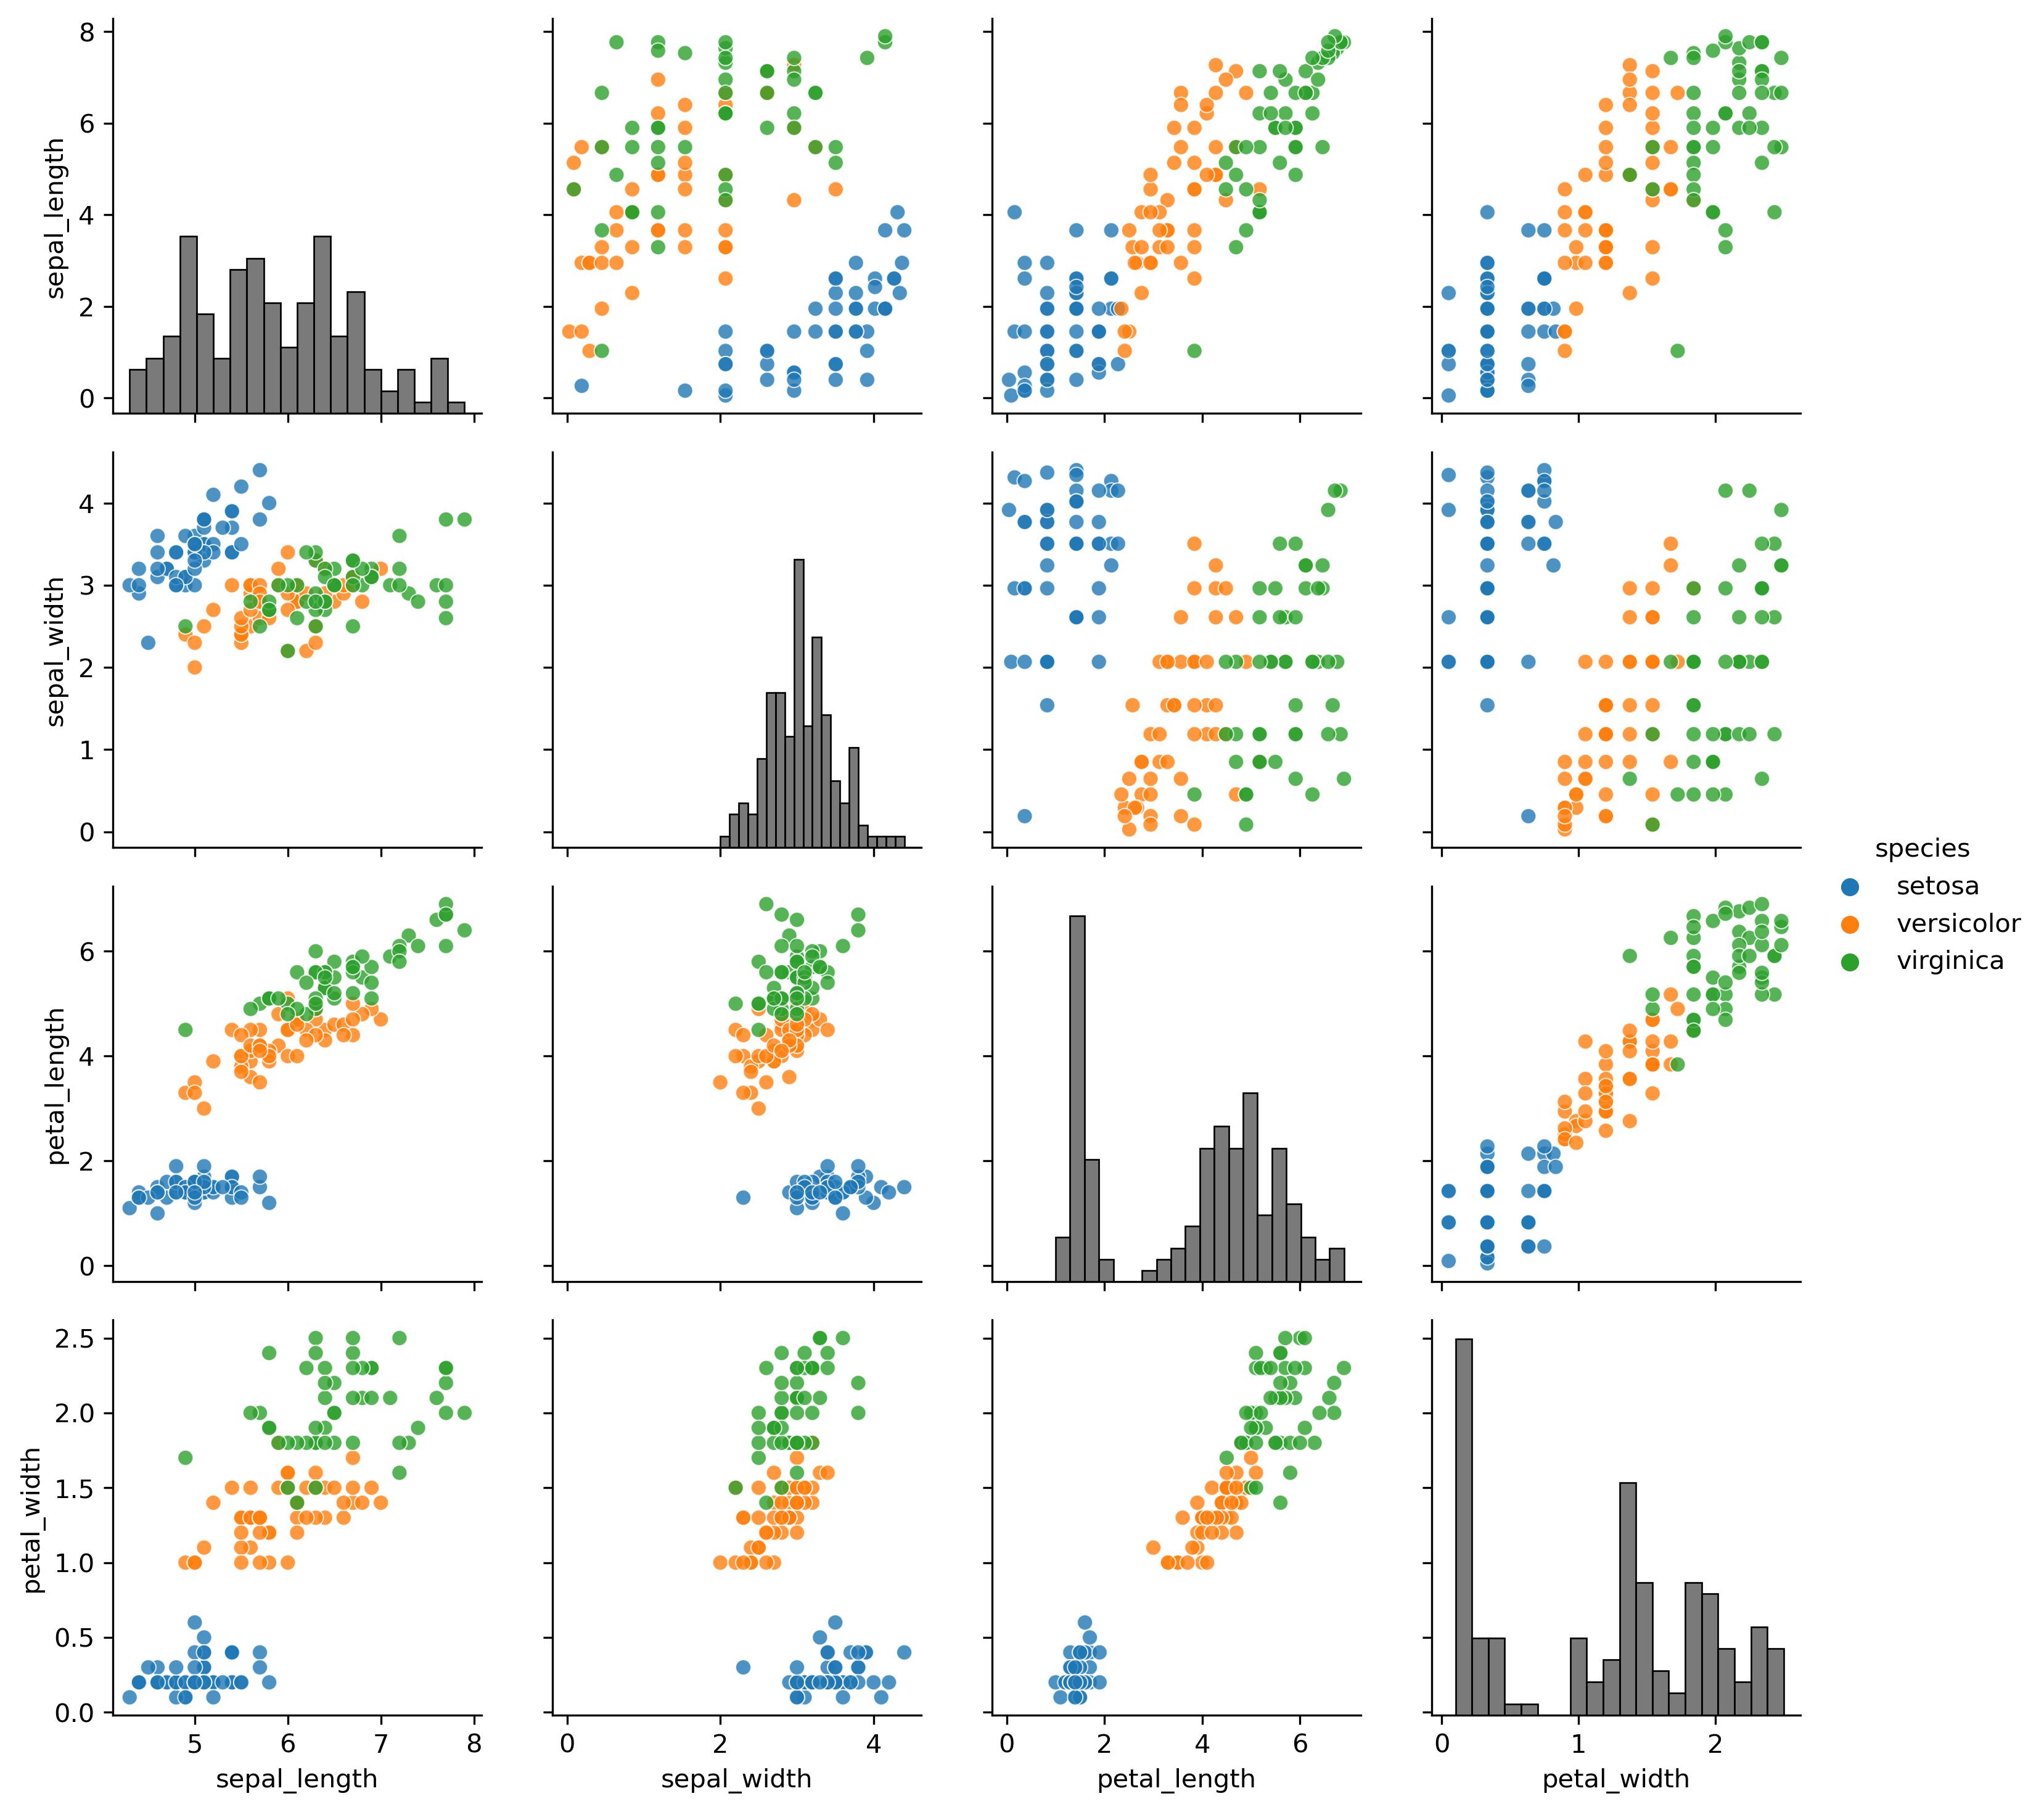 8
6
4
2
0
sepal_length
4
3
2
1
0
sepal_width
species
setosa
versicolor
virginica
6
4
2
0
petal_length
2.5
2.0
1.5
1.0
0.5
0.0
petal_width
5 6 7 8
0 2 4
0 2 4 6
0 1 2
sepal_length
sepal_width
petal_length
petal_width